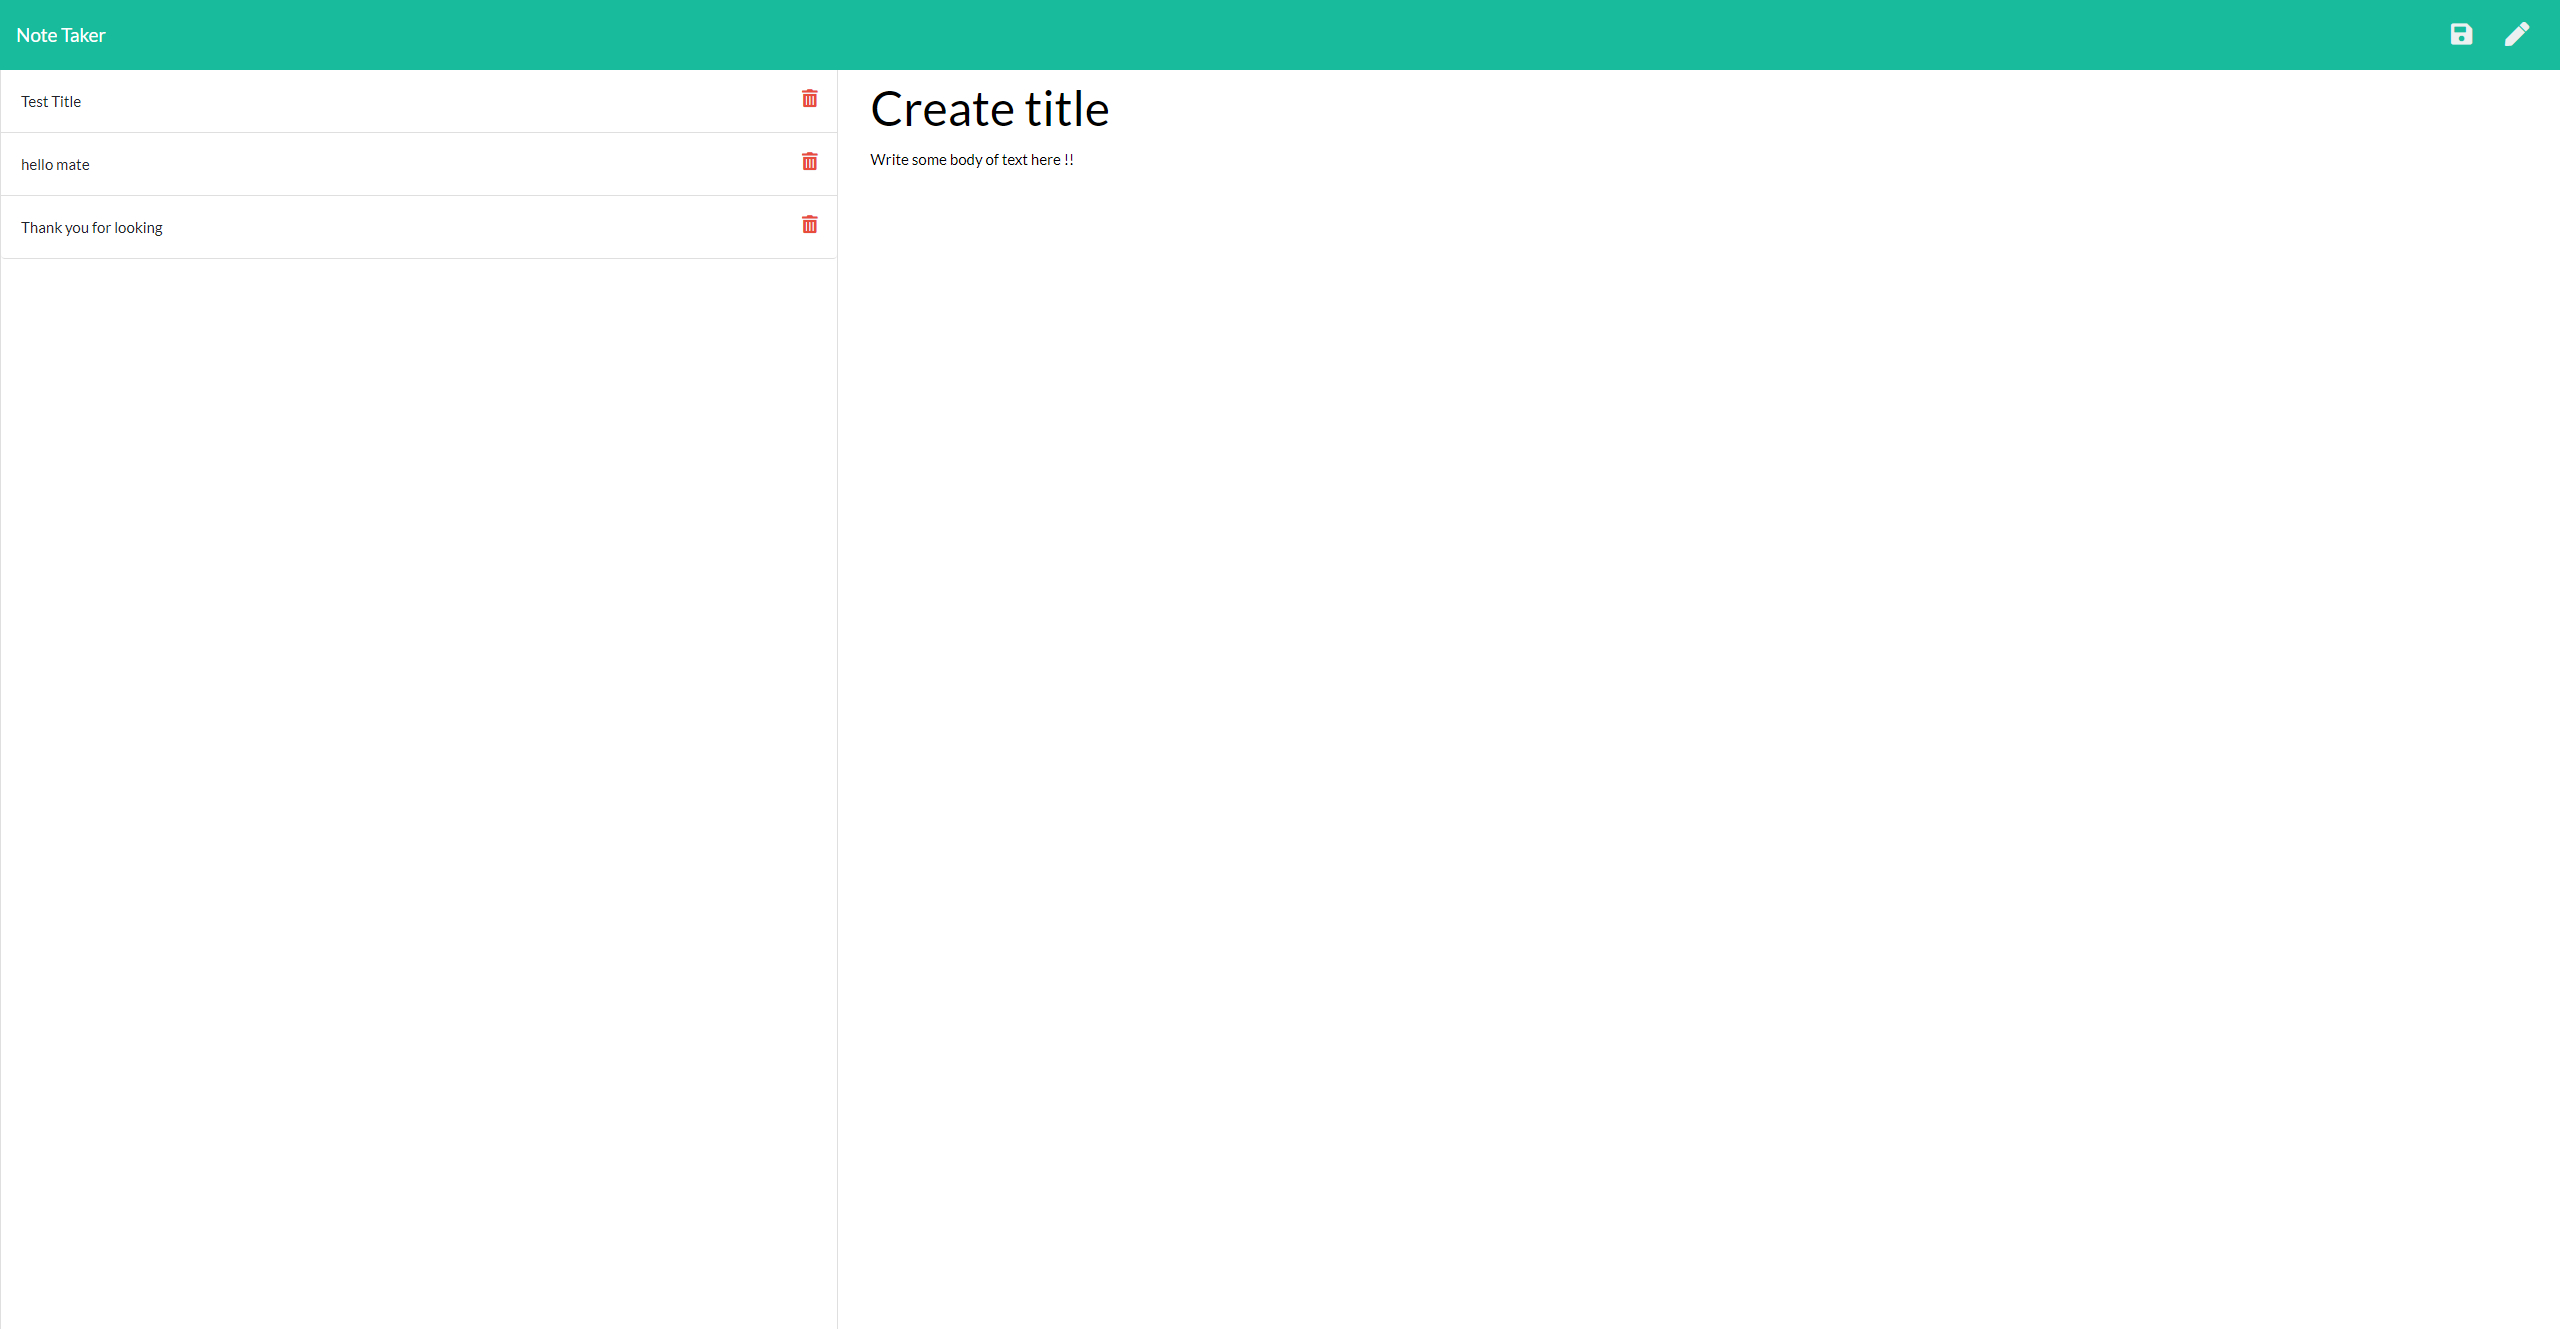 Note Taker
Test Title
hello mate
Thank you for looking
Create title
Write some body of text here !!